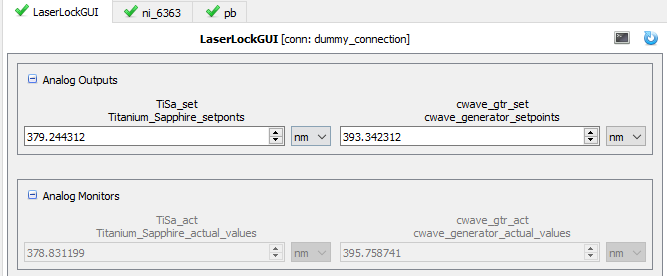 LaserLockGUI ni_6363 pb
LaserLockGUI [conn: dummy_connection]
Analog Outputs
TiSa_set cwave_gtr_set
Titanium_Sapphire_setponts cwave_generator_setpoints
379.244312 nm 393.342312 nm
Analog Monitors
TiSa_act cwave_gtr_act
Titanium_Sapphire_actual_values cwave_generator_actual_values
378.831199 nm 395.758741 nm